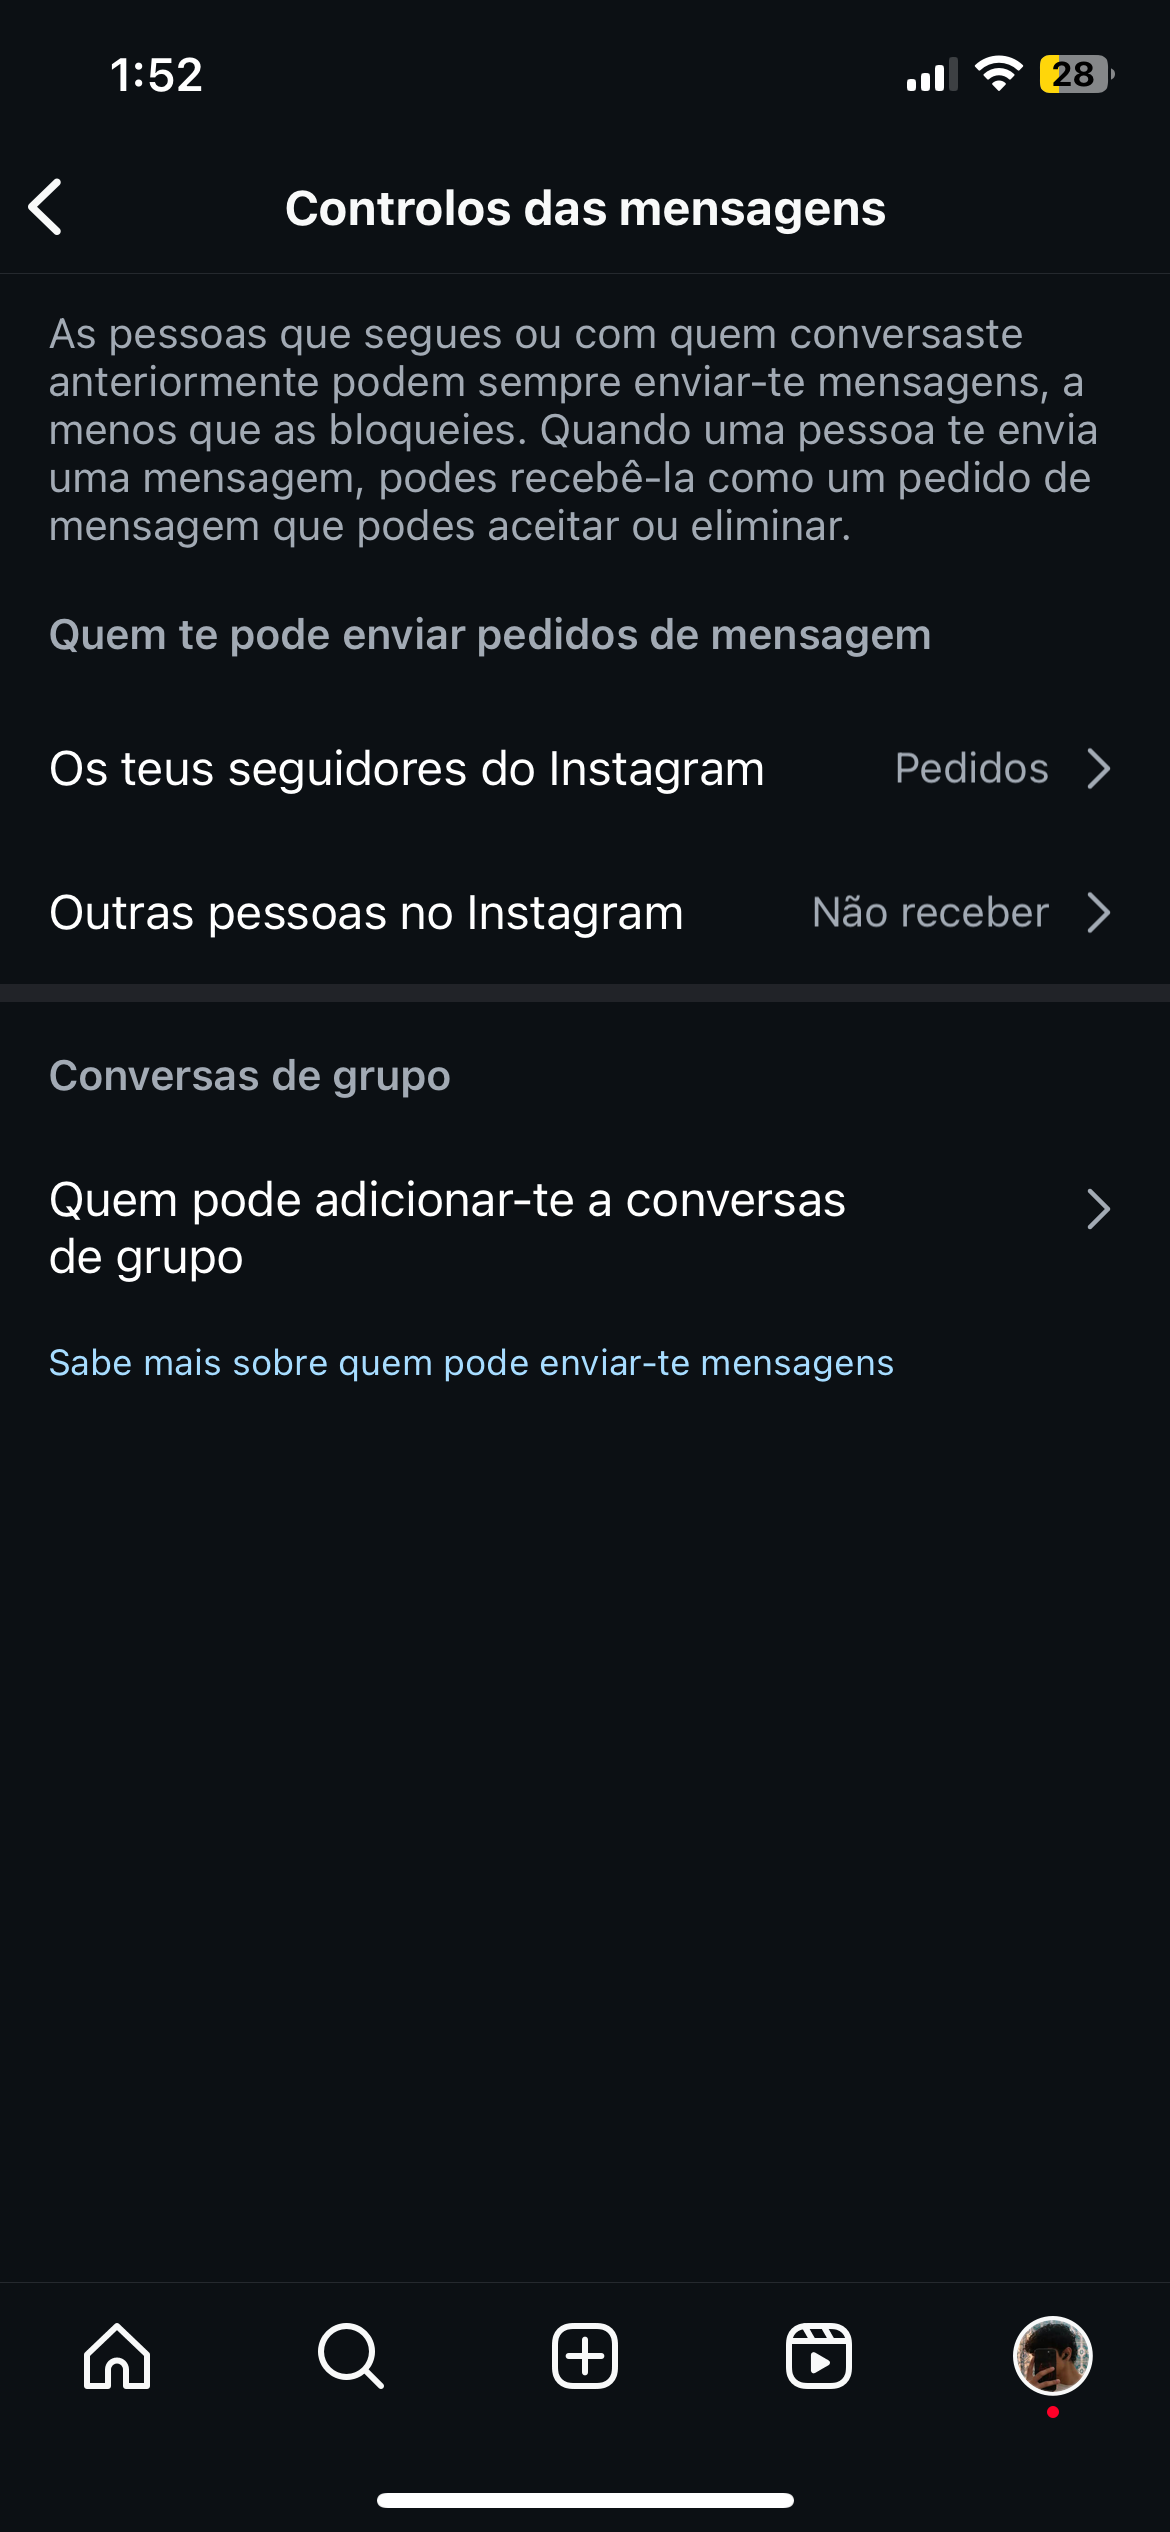 1:52
28
Controlos das mensagens
As pessoas que segues ou com quem conversaste
anteriormente podem sempre enviar-te mensagens, a
menos que as bloqueies. Quando uma pessoa te envia
uma mensagem, podes recebê-la como um pedido de
mensagem que podes aceitar ou eliminar.
Quem te pode enviar pedidos de mensagem
Os teus seguidores do Instagram Pedidos
Outras pessoas no Instagram Não receber
Conversas de grupo
Quem pode adicionar-te a conversas
de grupo
Sabe mais sobre quem pode enviar-te mensagens